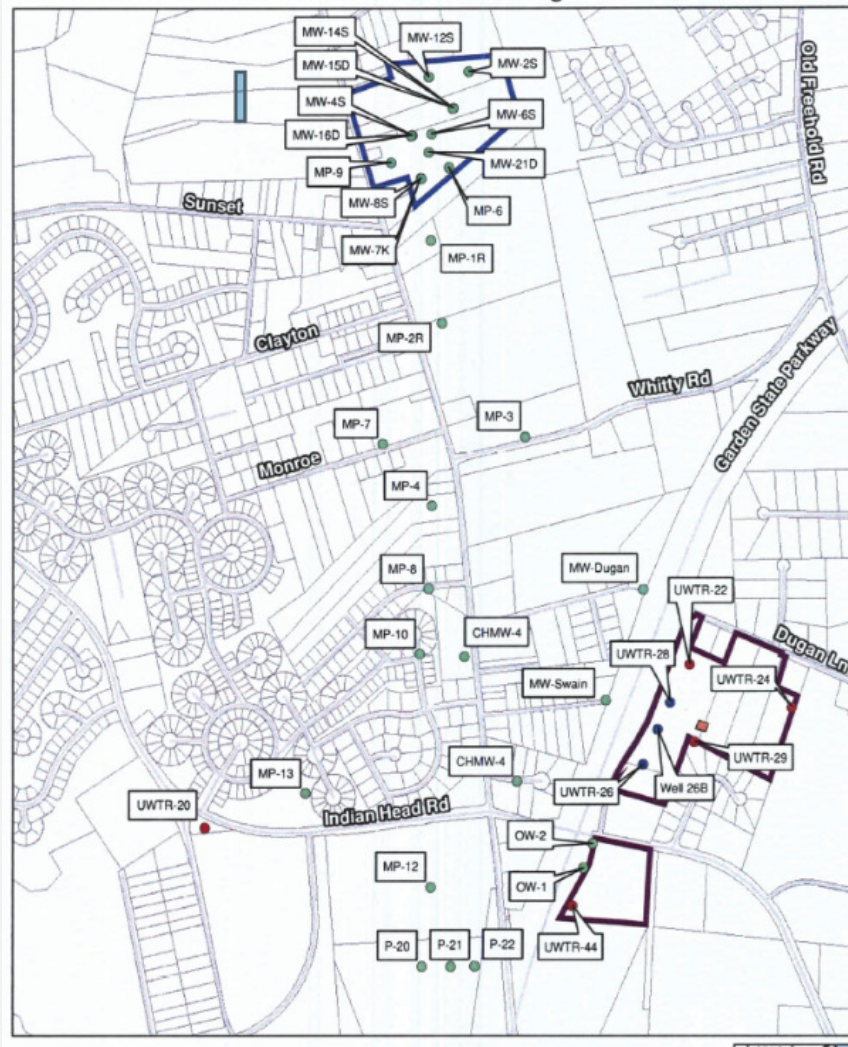 MW-14S
MW-12S
MW-15D
MW-2S
MW-4S
MW-6S
MW-16D
MW-21D
MP-9
MW-8S
MP-6
MW-7K
MP-1R
Old Freehold Rd
Sunset
Clayton
MP-2R
Garden State Parkway
Whitty Rd
MP-7
MP-3
Monroe
MP-4
MP-8
MW-Dugan
UWTR-22
MP-10
CHMW-4
UWTR-28
Dugan Ln
MW-Swain
UWTR-24
CHMW-4
UWTR-29
MP-13
UWTR-26
Well 26B
UWTR-20
Indian Head Rd
OW-2
MP-12
OW-1
P-20
P-21
P-22
UWTR-44